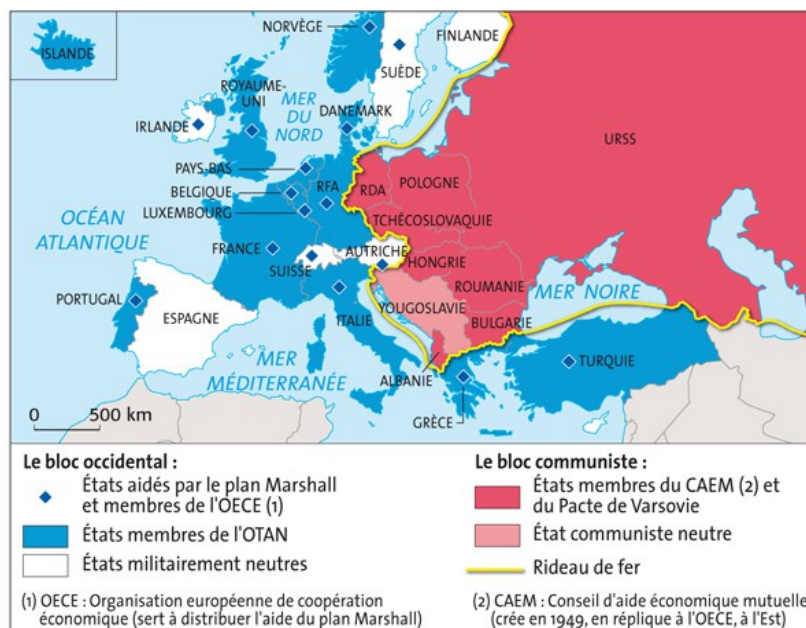 ISLANDE
NORVÈGE
FINLANDE
SUÈDE
ROYAUME-
UNI
MER
DU
NORD
DANEMARK
IRLANDE
URSS
PAYS-BAS
BELGIQUE
LUXEMBOURG
RFA
RDA
POLOGNE
TCHÉCOSLOVAQUIE
OCÉAN
ATLANTIQUE
FRANCE
SUISSE
AUTRICHE
HONGRIE
ROUMANIE
MER NOIRE
PORTUGAL
ESPAGNE
ITALIE
YOUGOSLAVIE
BULGARIE
MER
MÉDITERRANÉE
ALBANIE
TURQUIE
GRÈCE
0 500 km
Le bloc occidental :
États aidés par le plan Marshall
et membres de l'OECE (1)
États membres de l'OTAN
États militairement neutres
(1) OECE : Organisation européenne de coopération
économique (sert à distribuer l'aide du plan Marshall)
Le bloc communiste :
États membres du CAEM (2) et
du Pacte de Varsovie
État communiste neutre
Rideau de fer
(2) CAEM : Conseil d'aide économique mutuelle
(crée en 1949, en réplique à l'OECE, à l'Est)